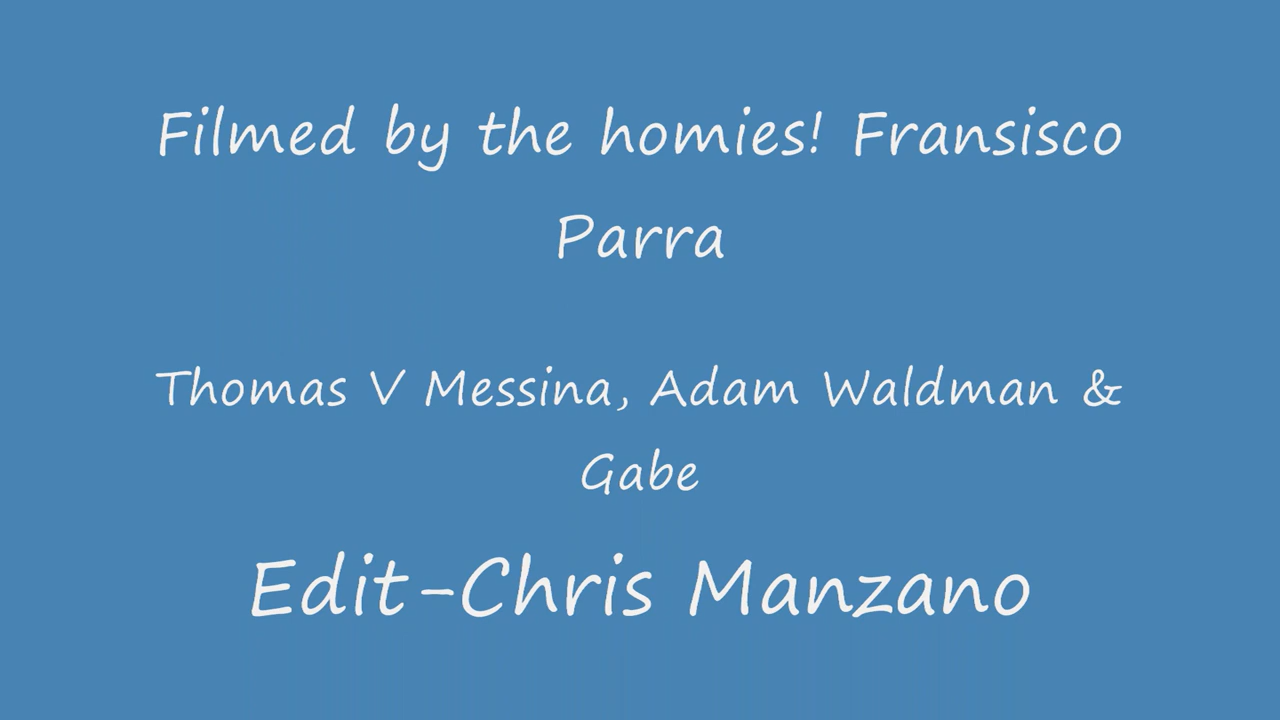 Filmed by the homies! Fransisco
Parra
Thomas V Messina, Adam Waldman &
Gabe
Edit-Chris Manzano